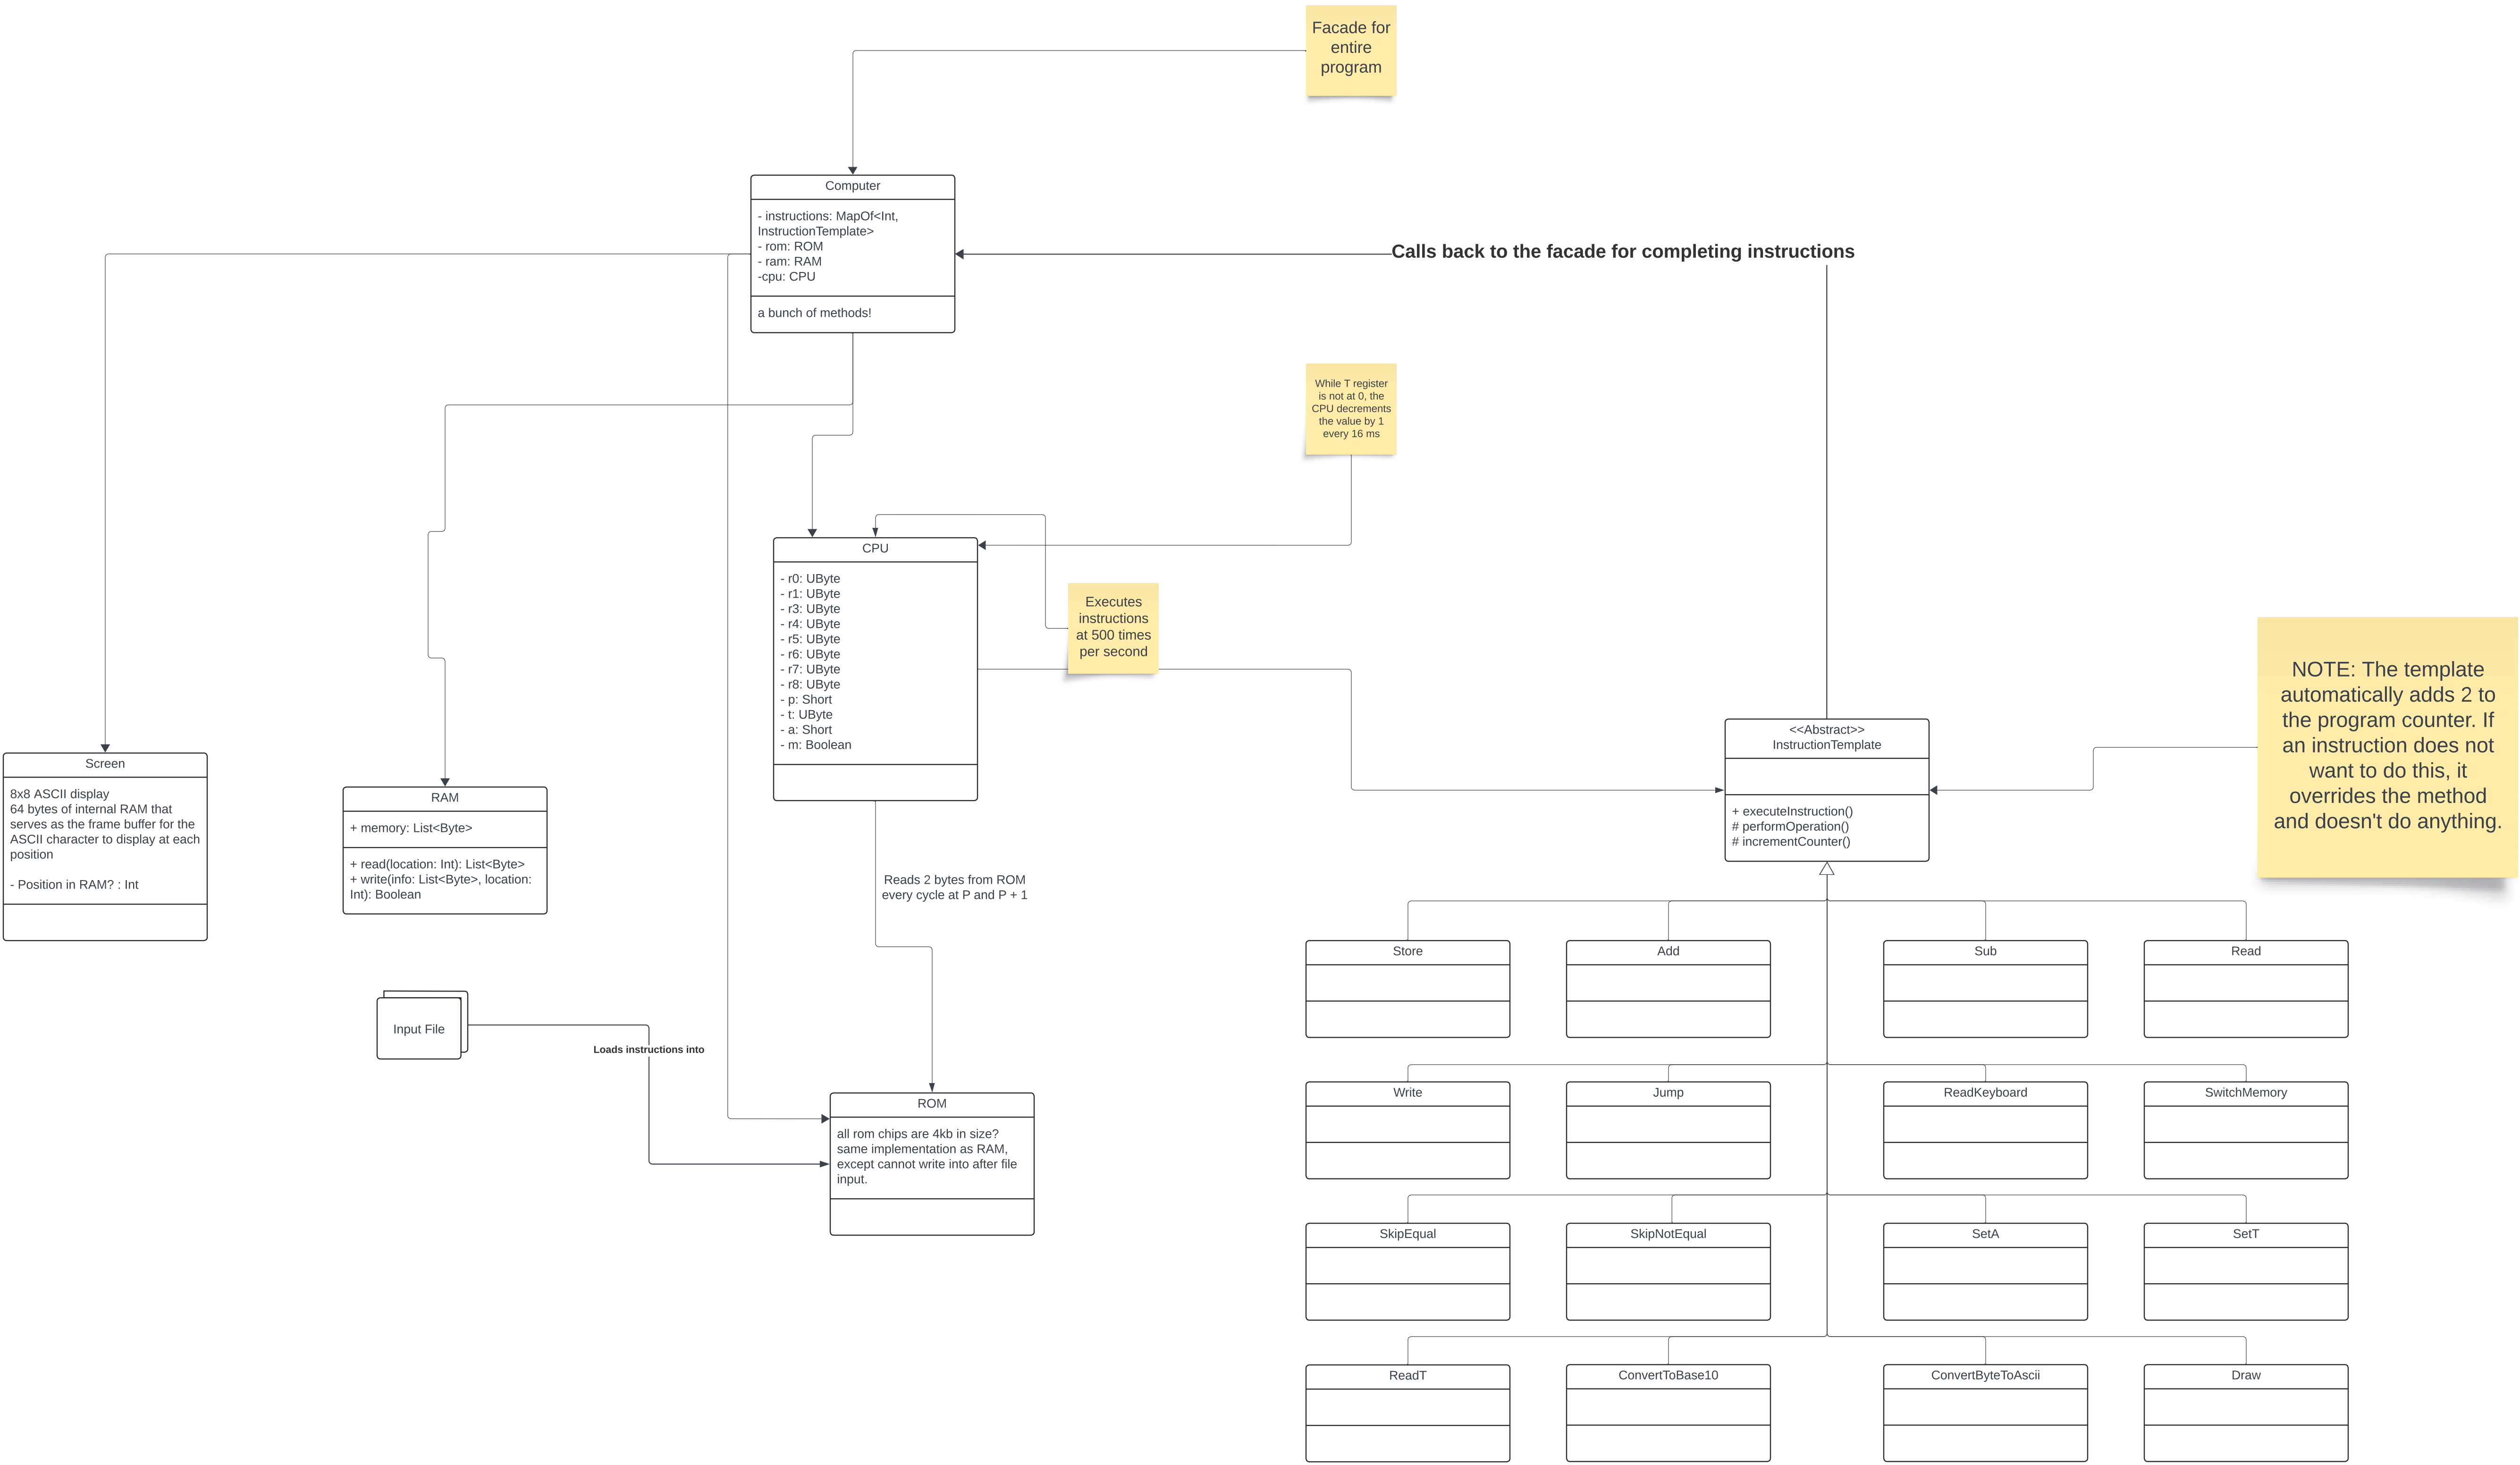 Facade for
entire
program
Computer
- instructions: MapOf<Int,
InstructionTemplate>
- rom: ROM
- ram: RAM
-cpu: CPU
a bunch of methods!
Calls back to the facade for completing instructions
While T register
is not at 0, the
CPU decrements
the value by 1
every 16 ms
CPU
- r0: UByte
- r1: UByte
- r3: UByte
- r4: UByte
- r5: UByte
- r6: UByte
- r7: UByte
- r8: UByte
- p: Short
- t: UByte
- a: Short
- m: Boolean
Executes
instructions
at 500 times
per second
NOTE: The template
automatically adds 2 to
the program counter. If
an instruction does not
want to do this, it
overrides the method
and doesn't do anything.
<<Abstract>>
InstructionTemplate
+ executeInstruction()
# performOperation()
# incrementCounter()
Screen
8x8 ASCII display
64 bytes of internal RAM that
serves as the frame buffer for the
ASCII character to display at each
position
- Position in RAM? : Int
RAM
+ memory: List<Byte>
+ read(location: Int): List<Byte>
+ write(info: List<Byte>, location:
Int): Boolean
Reads 2 bytes from ROM
every cycle at P and P + 1
Input File
Loads instructions into
ROM
all rom chips are 4kb in size?
same implementation as RAM,
except cannot write into after file
input.
Store
Add
Sub
Read
Write
Jump
ReadKeyboard
SwitchMemory
SkipEqual
SkipNotEqual
SetA
SetT
ReadT
ConvertToBase10
ConvertByteToAscii
Draw